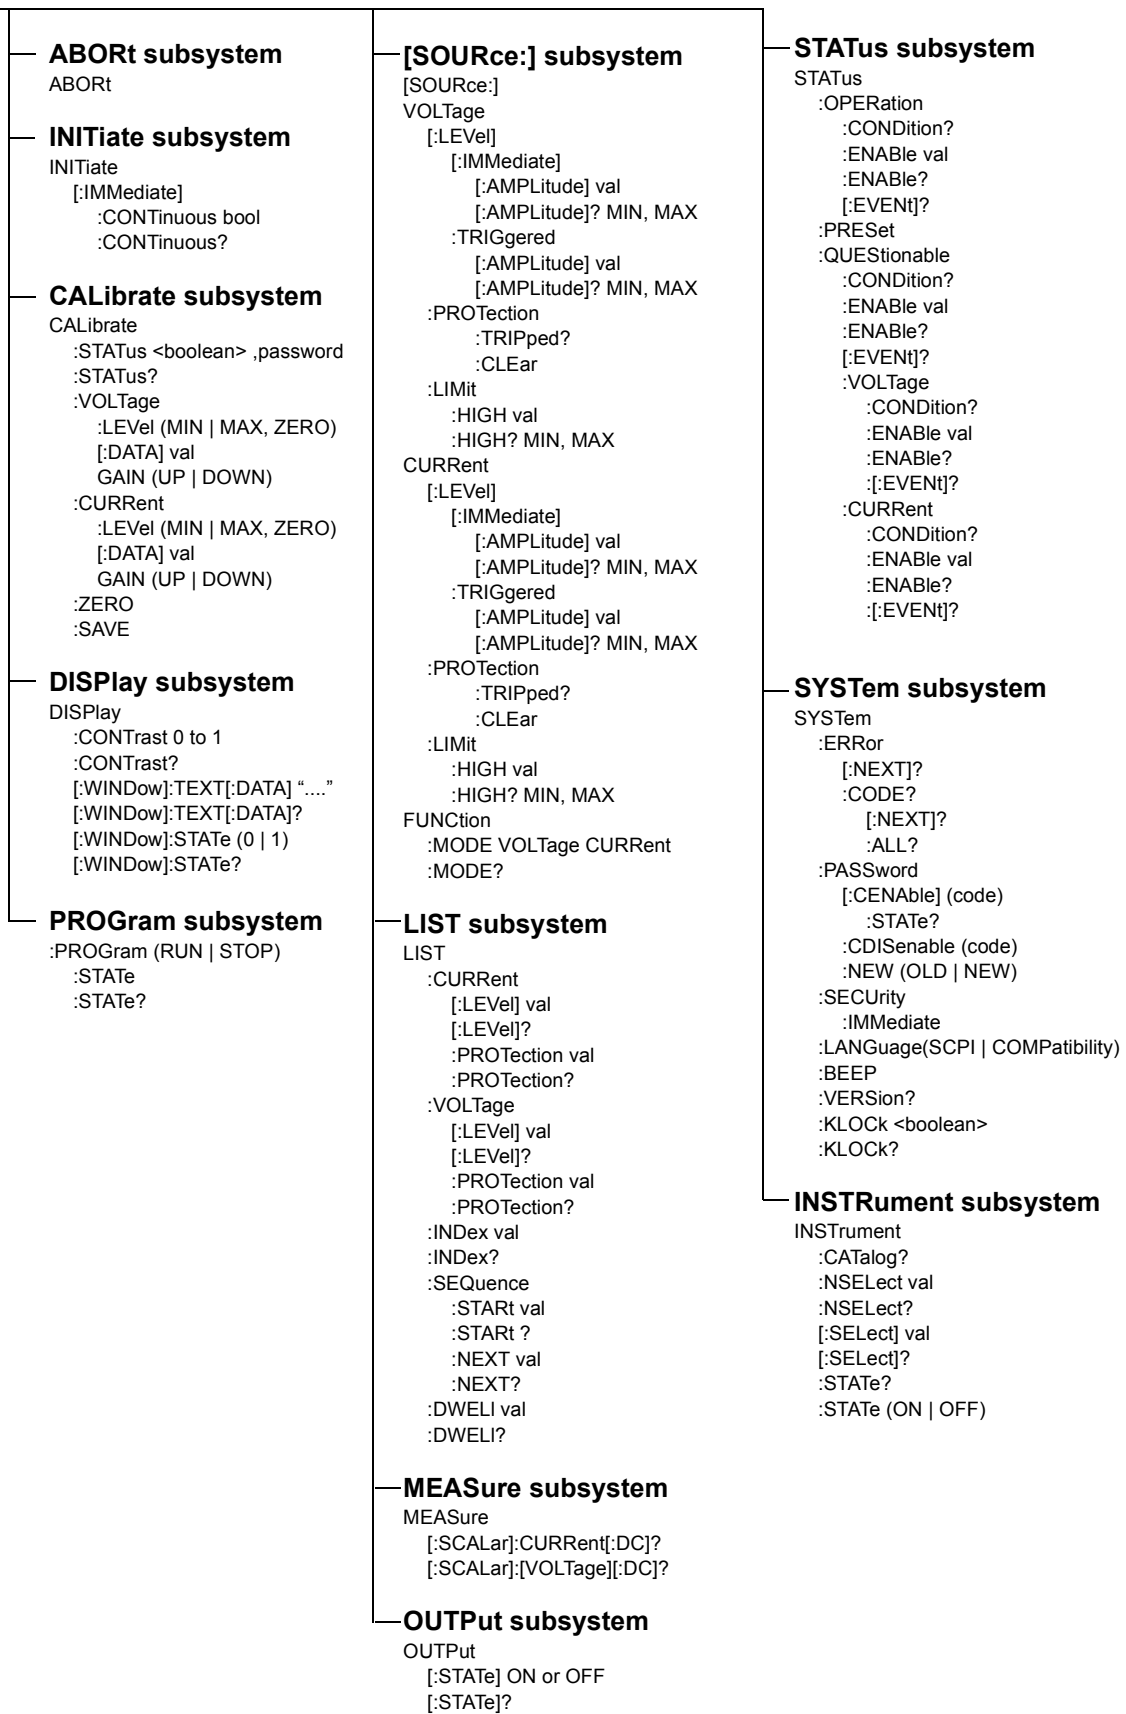 ABORt subsystem
ABORt
INITiate subsystem
INITiate
[:IMMediate]
:CONTinuous bool
:CONTinuous?
CALibrate subsystem
CALibrate
:STATus <boolean> ,password
:STATus?
:VOLTage
:LEVel (MIN | MAX, ZERO)
[:DATA] val
GAIN (UP | DOWN)
:CURRent
:LEVel (MIN | MAX, ZERO)
[:DATA] val
GAIN (UP | DOWN)
:ZERO
:SAVE
DISPlay subsystem
DISPlay
:CONTrast 0 to 1
:CONTrast?
[:WINDow]:TEXT[:DATA] “....”
[:WINDow]:TEXT[:DATA]?
[:WINDow]:STATe (0 | 1)
[:WINDow]:STATe?
PROGram subsystem
:PROGram (RUN | STOP)
:STATe
:STATe?
[SOURce:] subsystem
[SOURce:]
VOLTage
[:LEVel]
[:IMMediate]
[:AMPLitude] val
[:AMPLitude]? MIN, MAX
:TRIGgered
[:AMPLitude] val
[:AMPLitude]? MIN, MAX
:PROTection
:TRIPped?
:CLEar
:LIMit
:HIGH val
:HIGH? MIN, MAX
CURRent
[:LEVel]
[:IMMediate]
[:AMPLitude] val
[:AMPLitude]? MIN, MAX
:TRIGgered
[:AMPLitude] val
[:AMPLitude]? MIN, MAX
:PROTection
:TRIPped?
:CLEar
:LIMit
:HIGH val
:HIGH? MIN, MAX
FUNCtion
:MODE VOLTage CURRent
:MODE?
LIST subsystem
LIST
:CURRent
[:LEVel] val
[:LEVel]?
:PROTection val
:PROTection?
:VOLTage
[:LEVel] val
[:LEVel]?
:PROTection val
:PROTection?
:INDex val
:INDex?
:SEQuence
:STARt val
:STARt ?
:NEXT val
:NEXT?
:DWELl val
:DWELl?
MEASure subsystem
MEASure
[:SCALar]:CURRent[:DC]?
[:SCALar]:[VOLTage][:DC]?
OUTPut subsystem
OUTPut
[:STATe] ON or OFF
[:STATe]?
STATus subsystem
STATus
:OPERation
:CONDition?
:ENABle val
:ENABle?
[:EVENt]?
:PRESet
:QUEStionable
:CONDition?
:ENABle val
:ENABle?
[:EVENt]?
:VOLTage
:CONDition?
:ENABle val
:ENABle?
:[:EVENt]?
:CURRent
:CONDition?
:ENABle val
:ENABle?
:[:EVENt]?
SYSTem subsystem
SYSTem
:ERRor
[:NEXT]?
:CODE?
[:NEXT]?
:ALL?
:PASSword
[:CENAble] (code)
:STATe?
:CDISenable (code)
:NEW (OLD | NEW)
:SECUrity
:IMMediate
:LANGuage(SCPI | COMPatibility)
:BEEP
:VERSion?
:KLOCk <boolean>
:KLOCk?
INSTRument subsystem
INSTrument
:CATalog?
:NSELect val
:NSELect?
[:SELect] val
[:SELect]?
:STATe?
:STATe (ON | OFF)